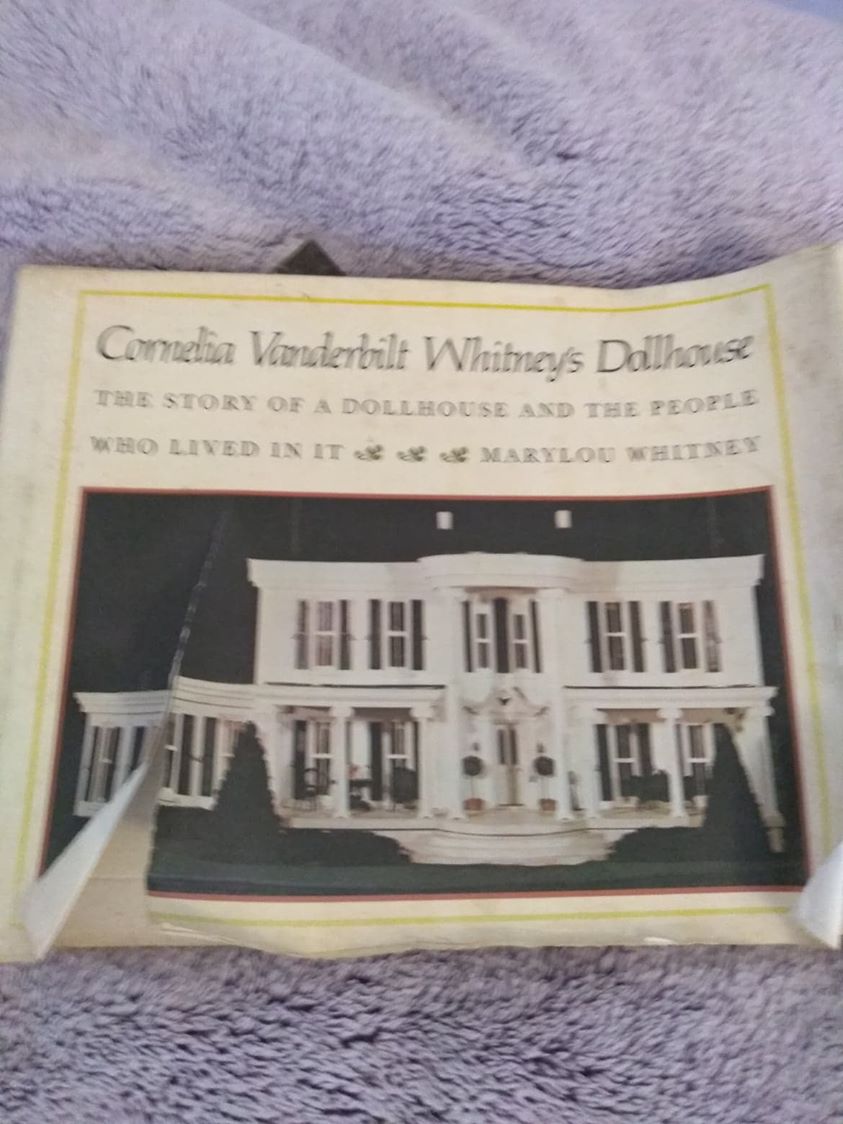 Cornelia Vanderbilt Whitney's Dollhouse
THE STORY OF A DOLLHOUSE AND THE PEOPLE
WHO LIVED IN IT MARYLOU WHITNEY